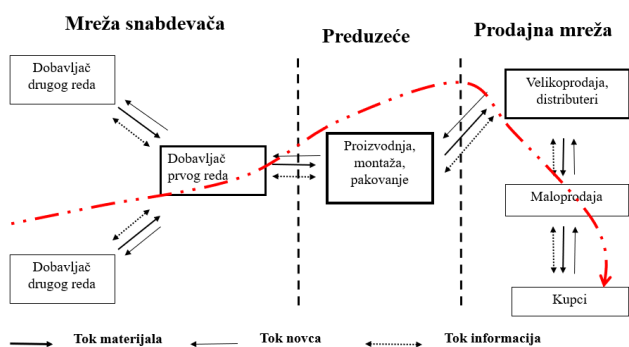 Mreža snabdevača
Preduzeće
Prodajna mreža
Dobavljač
drugog reda
Dobavljač
prvog reda
Dobavljač
drugog reda
Proizvodnja,
montaža,
pakovanje
Velikoprodaja,
distributeri
Maloprodaja
Kupci
Tok materijala
Tok novca
Tok informacija